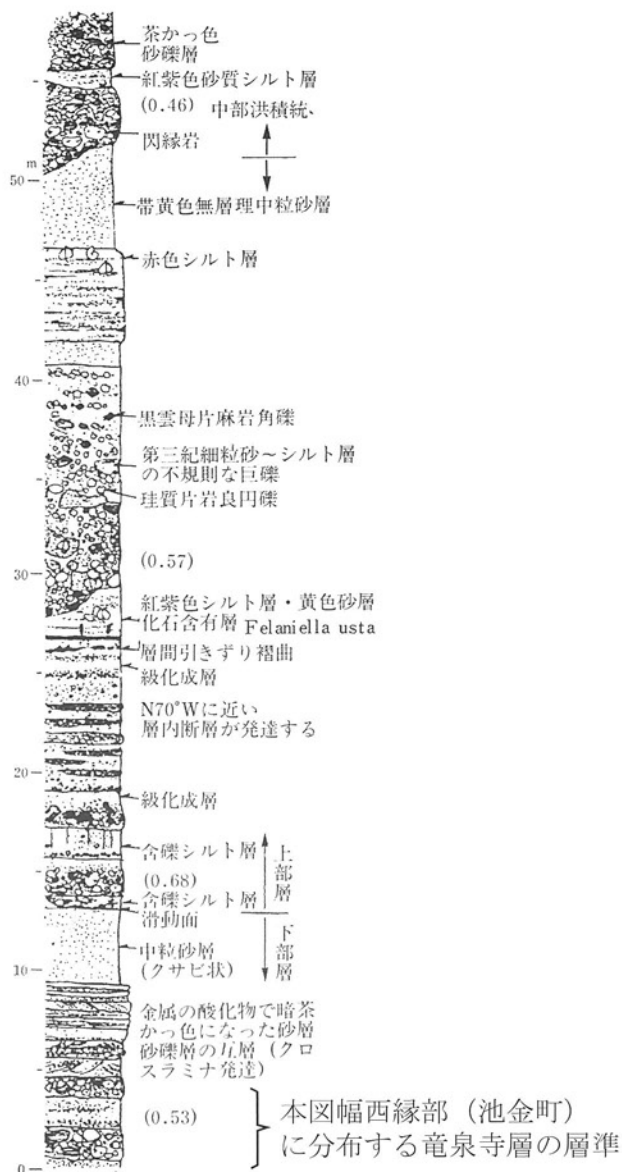 茶かっ色
砂礫層
紅紫色砂質シルト層
(0.46) 中部洪積統、
閃緑岩
m
50
帯黄色無層理中粒砂層
赤色シルト層
40
黒雲母片麻岩角礫
第三紀細粒砂～シルト層
の不規則な巨礫
珪質片岩良円礫
(0.57)
30
紅紫色シルト層・黄色砂層
化石含有層 Felaniella usta
層間引きずり褶曲
級化成層
N70°Wに近い
層内断層が発達する
20
級化成層
含礫シルト層
上部層
(0.68)
含礫シルト層
滑動面
下部層
中粒砂層
(クサビ状)
10
金属の酸化物で暗茶
かっ色になった砂層
砂礫層の互層 (クロ
スラミナ発達)
(0.53)
本図幅西縁部 (池金町)
に分布する竜泉寺層の層準
0